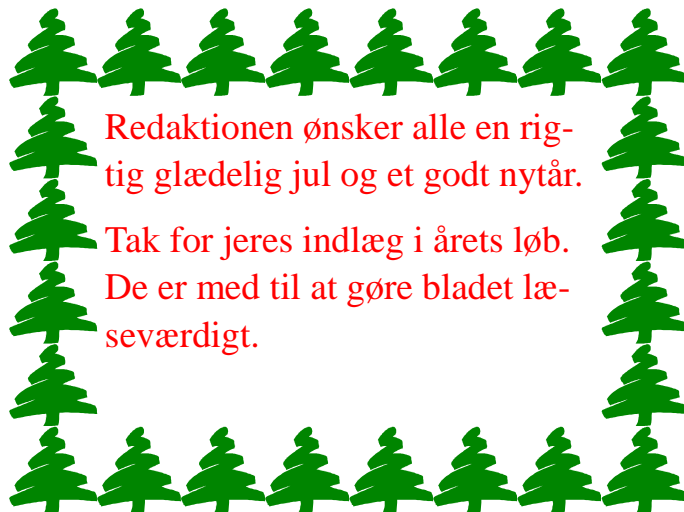 Redaktionen ønsker alle en rig-
tig glædelig jul og et godt nytår.
Tak for jeres indlæg i årets løb.
De er med til at gøre bladet læ-
seværdigt.